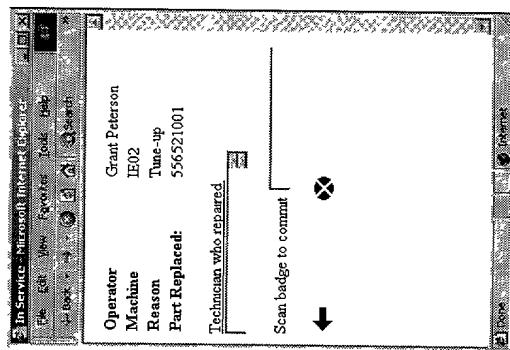 In Service - Microsoft Internet Explorer
File Edit View Favorites Tools Help
Back Search
Operator Grant Peterson
Machine IE02
Reason Tune-up
Part Replaced: 556521001
Technician who repaired
Scan badge to commit
Done Internet